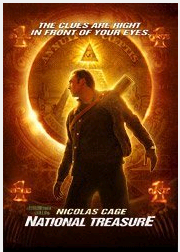 THE CLUES ARE RIGHT
IN FRONT OF YOUR EYES.
NICOLAS CAGE
NATIONAL TREASURE